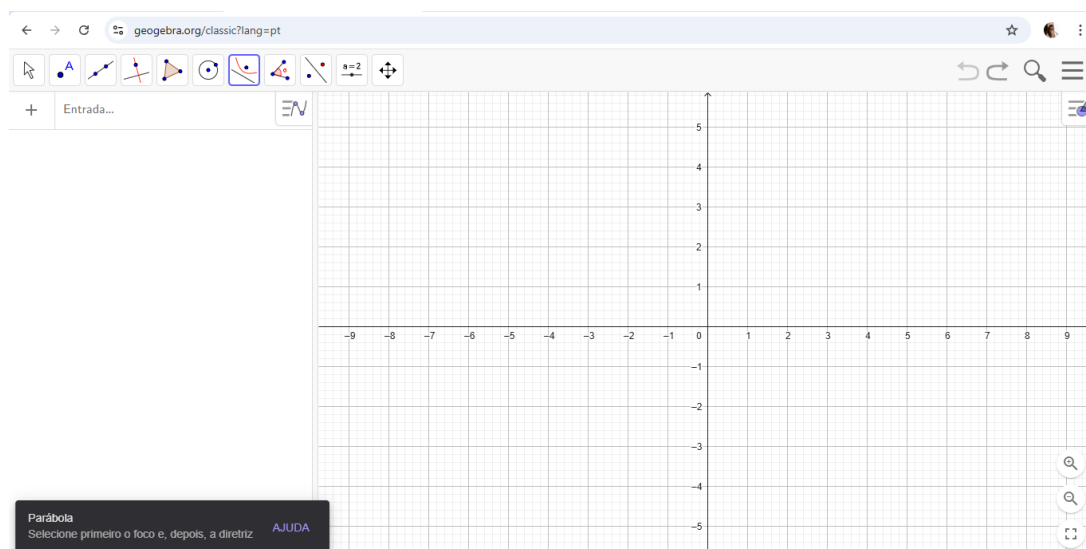 geogebra.org/classic?lang=pt
A
a=2
Entrada...
5
4
3
2
1
–9 –8 –7 –6 –5 –4 –3 –2 –1 0 1 2 3 4 5 6 7 8 9
–1
–2
–3
–4
–5
Parábola
Selecione primeiro o foco e, depois, a diretriz
AJUDA